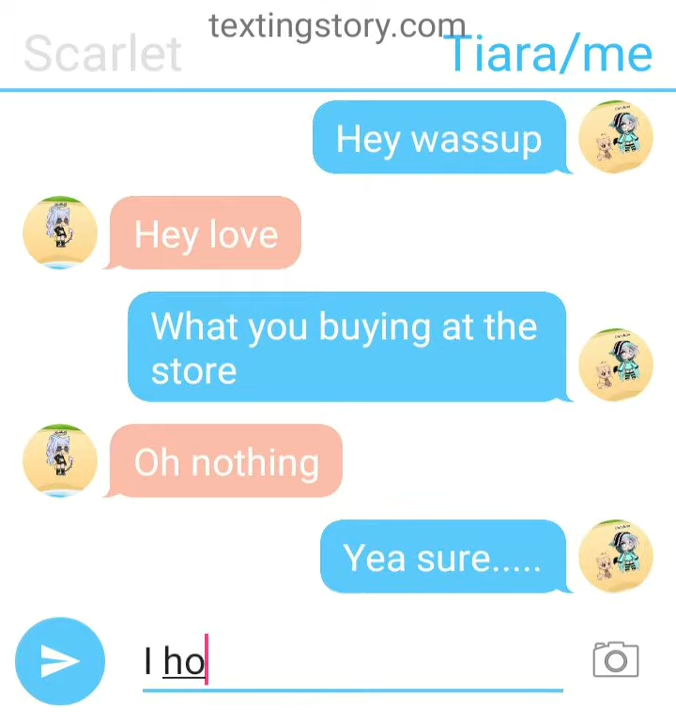 textingstory.com
Scarlet
Tiara/me
Hey wassup
Hey love
What you buying at the
store
Oh nothing
Yea sure.....
I ho